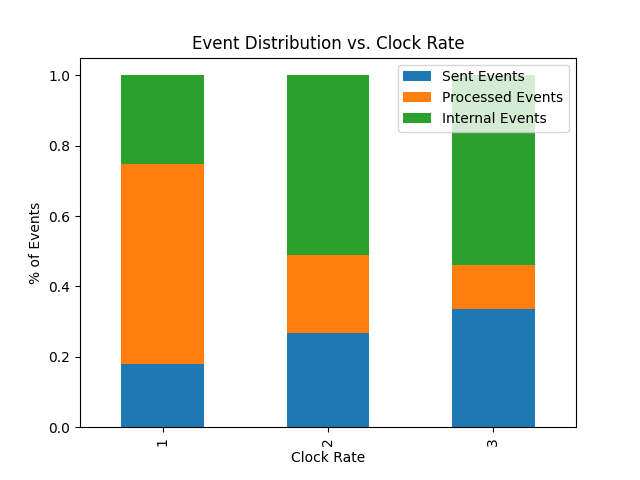 Event Distribution vs. Clock Rate
Sent Events
Processed Events
Internal Events
% of Events
1.0
0.8
0.6
0.4
0.2
0.0
1
2
3
Clock Rate